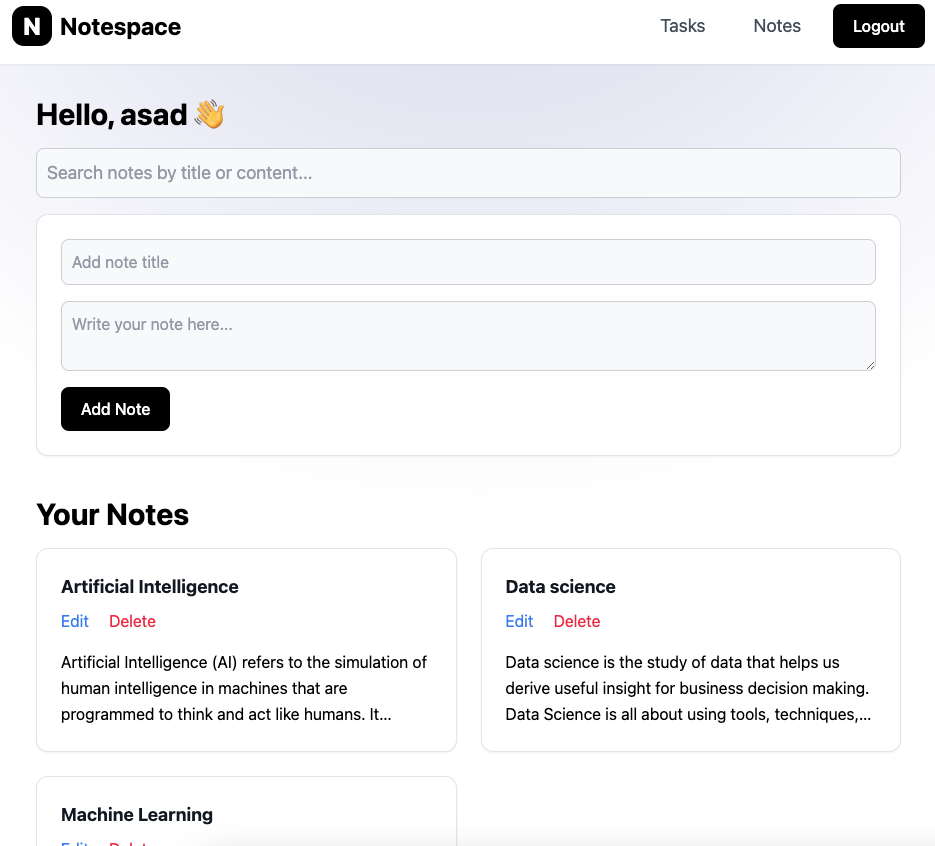 N Notespace
Tasks
Notes
Logout
Hello, asad 👋
Search notes by title or content...
Add note title
Write your note here...
Add Note
Your Notes
Artificial Intelligence
Edit Delete
Artificial Intelligence (AI) refers to the simulation of
human intelligence in machines that are
programmed to think and act like humans. It...
Data science
Edit Delete
Data science is the study of data that helps us
derive useful insight for business decision making.
Data Science is all about using tools, techniques,...
Machine Learning
Edit Delete